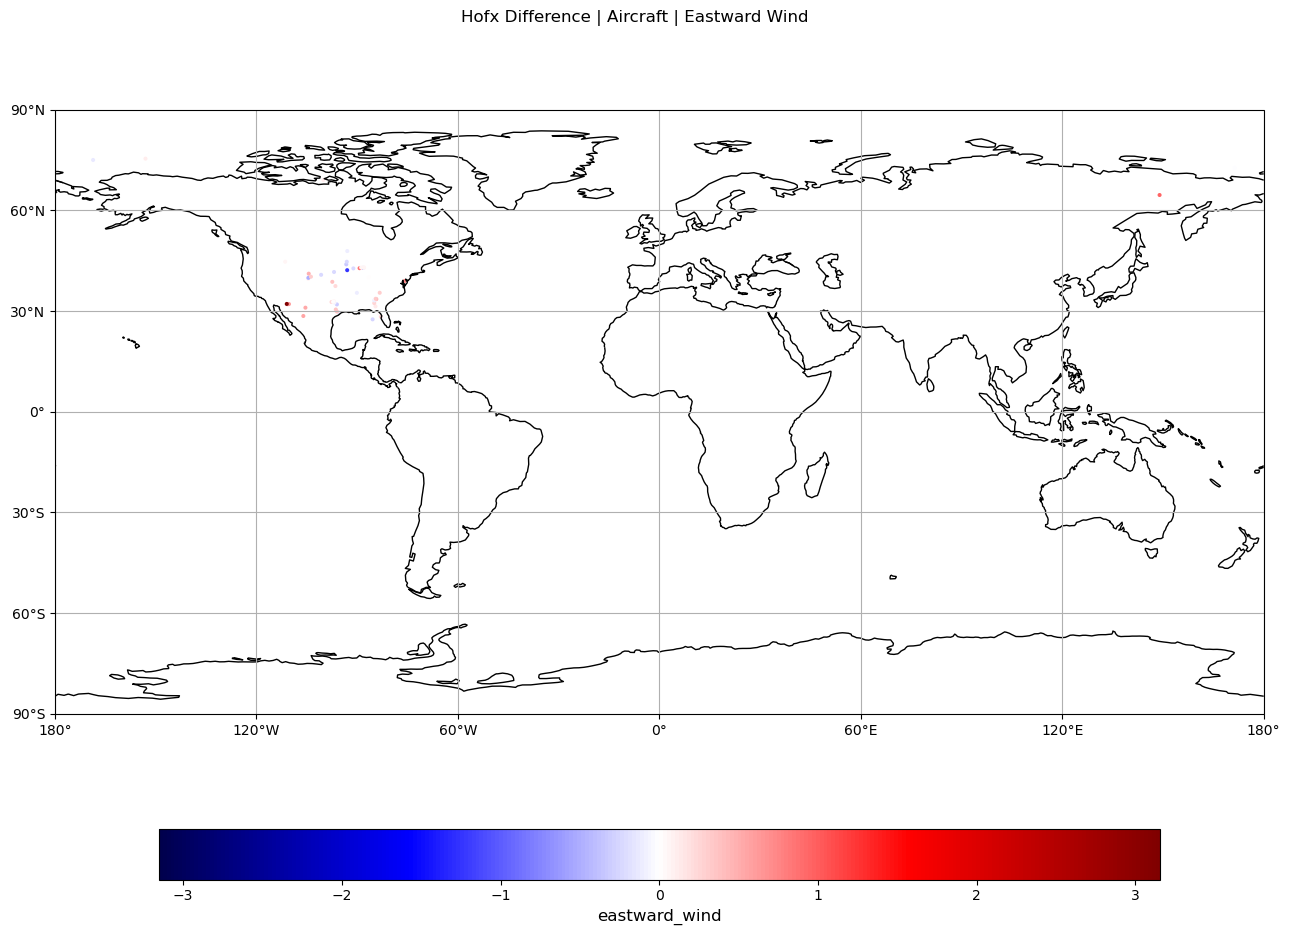 Hofx Difference | Aircraft | Eastward Wind
90°N
60°N
30°N
0°
30°S
60°S
90°S
180° 120°W 60°W 0° 60°E 120°E 180°
−3 −2 −1 0 1 2 3
eastward_wind